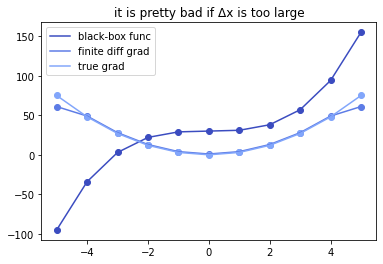 it is pretty bad if Δx is too large
black-box func
finite diff grad
true grad
150
100
50
0
−50
−100
−4
−2
0
2
4